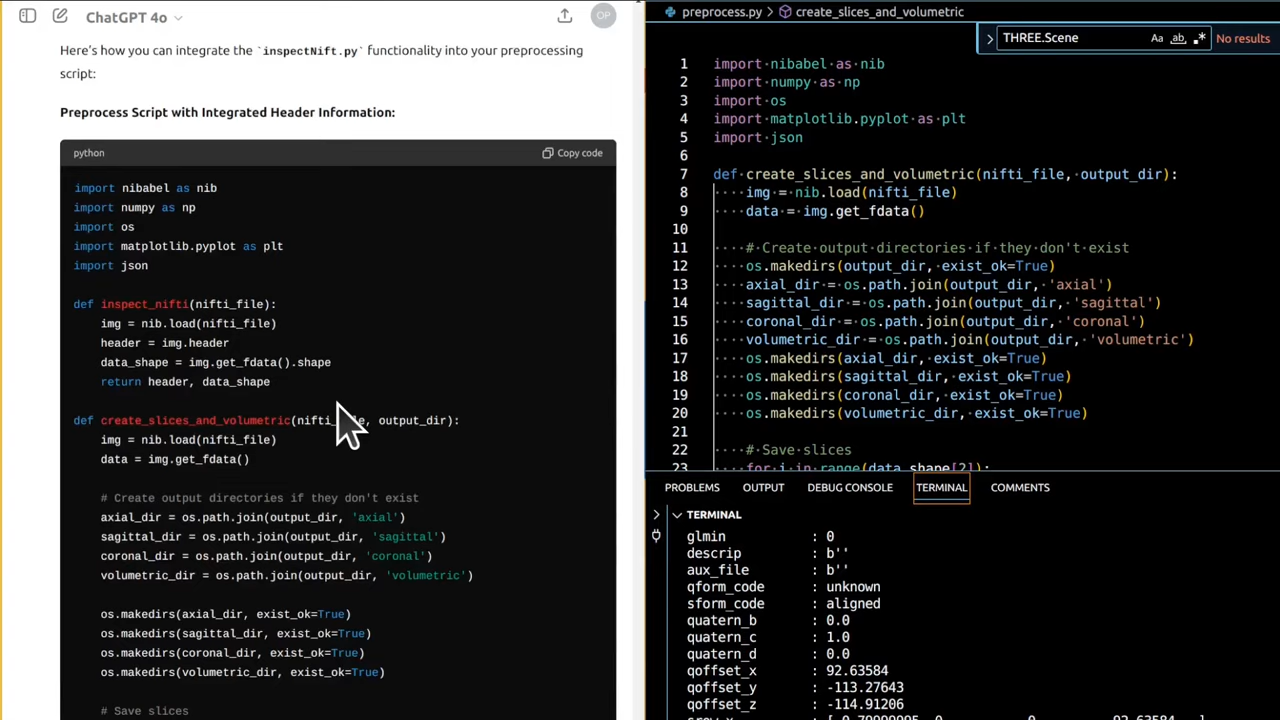 ChatGPT 4o
OP
Here's how you can integrate the `inspectNift.py` functionality into your preprocessing
script:
Preprocess Script with Integrated Header Information:
python
Copy code
import nibabel as nib
import numpy as np
import os
import matplotlib.pyplot as plt
import json
def inspect_nifti(nifti_file):
img = nib.load(nifti_file)
header = img.header
data_shape = img.get_fdata().shape
return header, data_shape
def create_slices_and_volumetric( output_dir):
img = nib.load(nifti_file)
data = img.get_fdata()
# Create output directories if they don't exist
axial_dir = os.path.join(output_dir, 'axial')
sagittal_dir = os.path.join(output_dir, 'sagittal')
coronal_dir = os.path.join(output_dir, 'coronal')
volumetric_dir = os.path.join(output_dir, 'volumetric')
os.makedirs(axial_dir, exist_ok=True)
os.makedirs(sagittal_dir, exist_ok=True)
os.makedirs(coronal_dir, exist_ok=True)
os.makedirs(volumetric_dir, exist_ok=True)
# Save slices
preprocess.py > create_slices_and_volumetric
THREE.Scene
Aa ab .*
No results
1 import nibabel as nib
2 import numpy as np
3 import os
4 import matplotlib.pyplot as plt
5 import json
6
7 def create_slices_and_volumetric(nifti_file, output_dir):
8 img = nib.load(nifti_file)
9 data = img.get_fdata()
10
11 # Create output directories if they don't exist
12 os.makedirs(output_dir, exist_ok=True)
13 axial_dir = os.path.join(output_dir, 'axial')
14 sagittal_dir = os.path.join(output_dir, 'sagittal')
15 coronal_dir = os.path.join(output_dir, 'coronal')
16 volumetric_dir = os.path.join(output_dir, 'volumetric')
17 os.makedirs(axial_dir, exist_ok=True)
18 os.makedirs(sagittal_dir, exist_ok=True)
19 os.makedirs(coronal_dir, exist_ok=True)
20 os.makedirs(volumetric_dir, exist_ok=True)
21
22 # Save slices
23 for i in range(data.shape[2]):
PROBLEMS OUTPUT DEBUG CONSOLE TERMINAL COMMENTS
TERMINAL
glmin : 0
descrip : b''
aux_file : b''
qform_code : unknown
sform_code : aligned
quatern_b : 0.0
quatern_c : 1.0
quatern_d : 0.0
qoffset_x : 92.63584
qoffset_y : -113.27643
qoffset_z : -114.91206